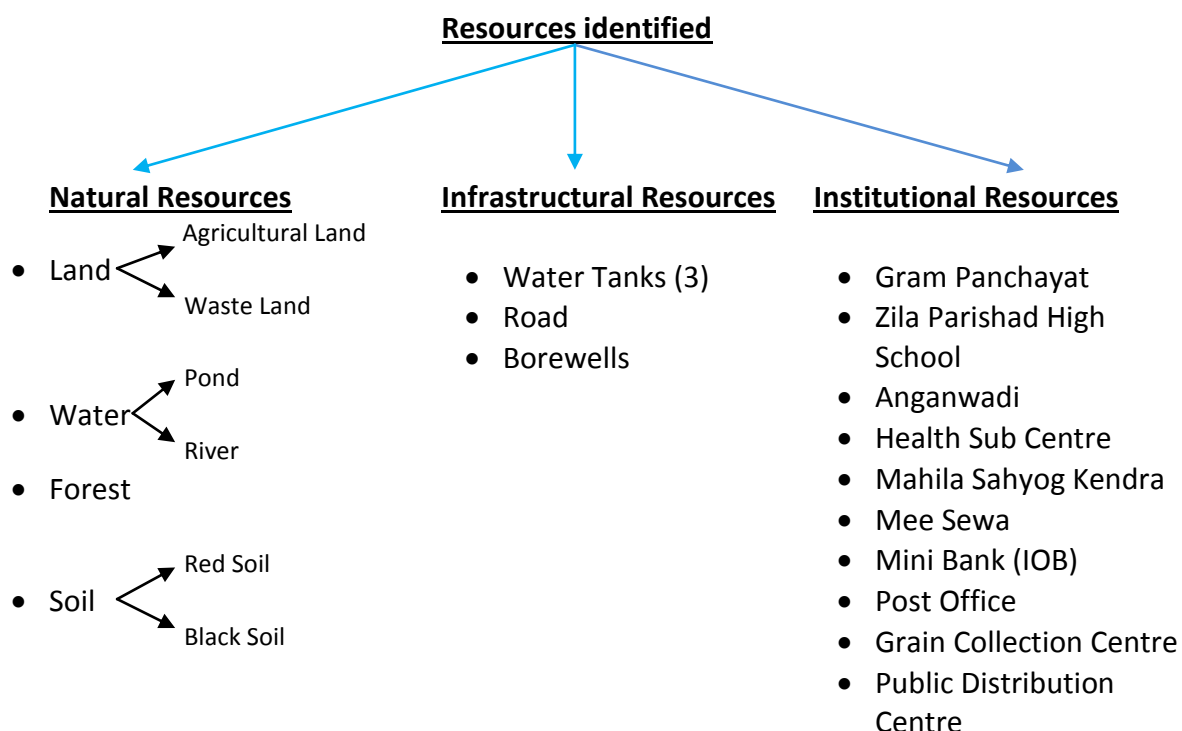 Resources identified
Natural Resources
Agricultural Land
• Land
Waste Land
Pond
• Water
River
• Forest
Red Soil
• Soil
Black Soil
Infrastructural Resources
• Water Tanks (3)
• Road
• Borewells
Institutional Resources
• Gram Panchayat
• Zila Parishad High
School
• Anganwadi
• Health Sub Centre
• Mahila Sahyog Kendra
• Mee Sewa
• Mini Bank (IOB)
• Post Office
• Grain Collection Centre
• Public Distribution
Centre